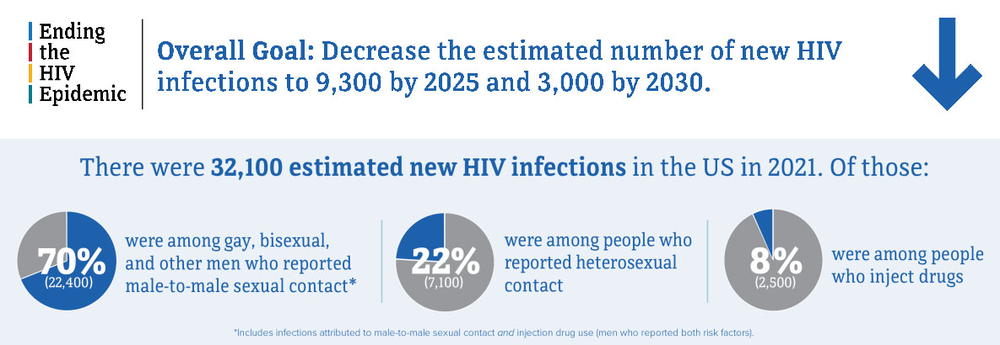 Ending
the
HIV
Epidemic
Overall Goal: Decrease the estimated number of new HIV
infections to 9,300 by 2025 and 3,000 by 2030.
There were 32,100 estimated new HIV infections in the US in 2021. Of those:
70%
(22,400)
were among gay, bisexual,
and other men who reported
male-to-male sexual contact*
22%
(7,100)
were among people who
reported heterosexual
contact
8%
(2,500)
were among people
who inject drugs
*Includes infections attributed to male-to-male sexual contact and injection drug use (men who reported both risk factors).